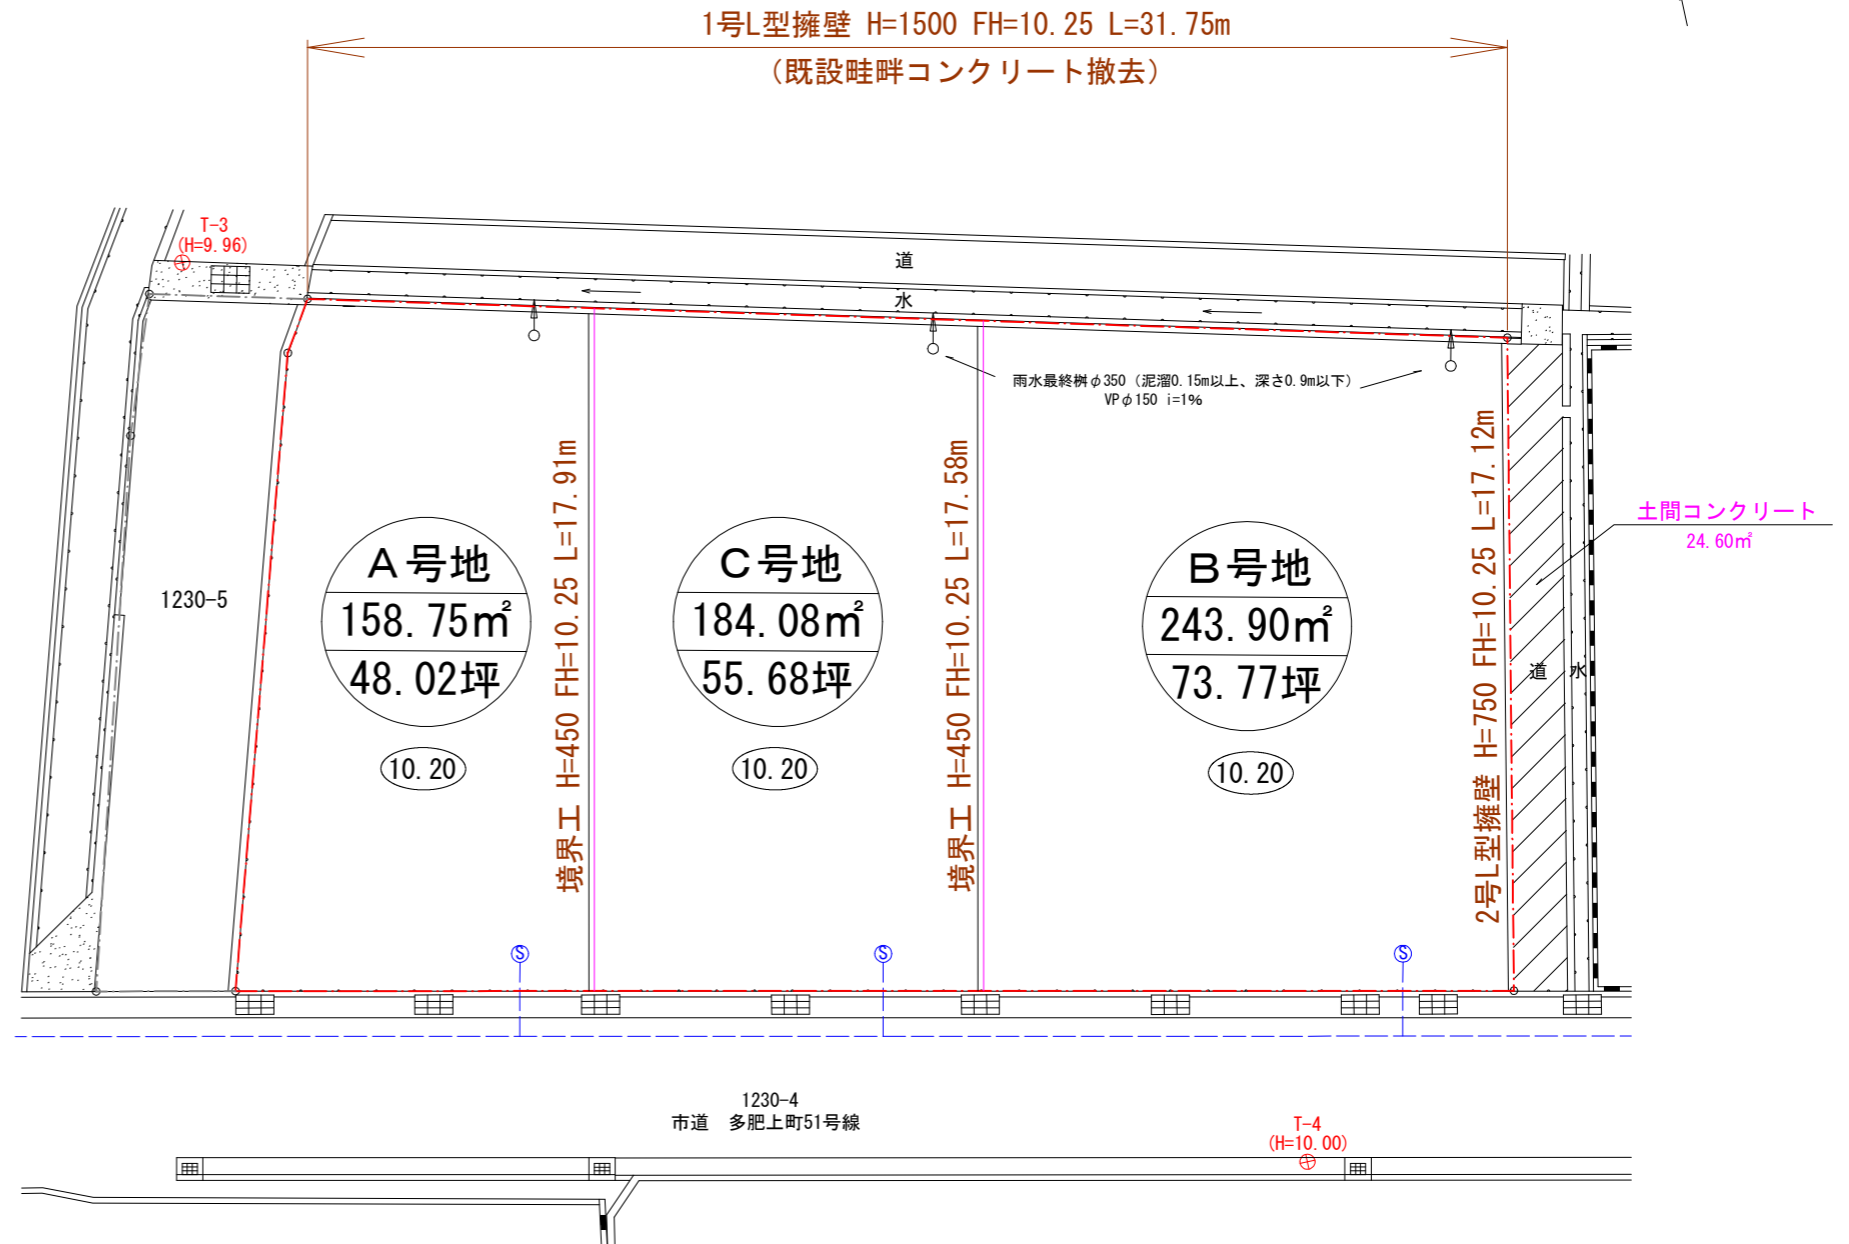 1号L型擁壁 H=1500 FH=10.25 L=31.75m
（既設畦畔コンクリート撤去）
T-3
(H=9.96)
道
水
雨水最終桝φ350（泥溜0.15m以上、深さ0.9m以下）
VPφ150 i=1%
1230-5
A号地
158.75㎡
48.02坪
10.20
境界工 H=450 FH=10.25 L=17.91m
C号地
184.08㎡
55.68坪
10.20
境界工 H=450 FH=10.25 L=17.58m
B号地
243.90㎡
73.77坪
10.20
2号L型擁壁 H=750 FH=10.25 L=17.12m
土間コンクリート
24.60㎡
道
水
S
S
S
1230-4
市道　多肥上町51号線
T-4
(H=10.00)